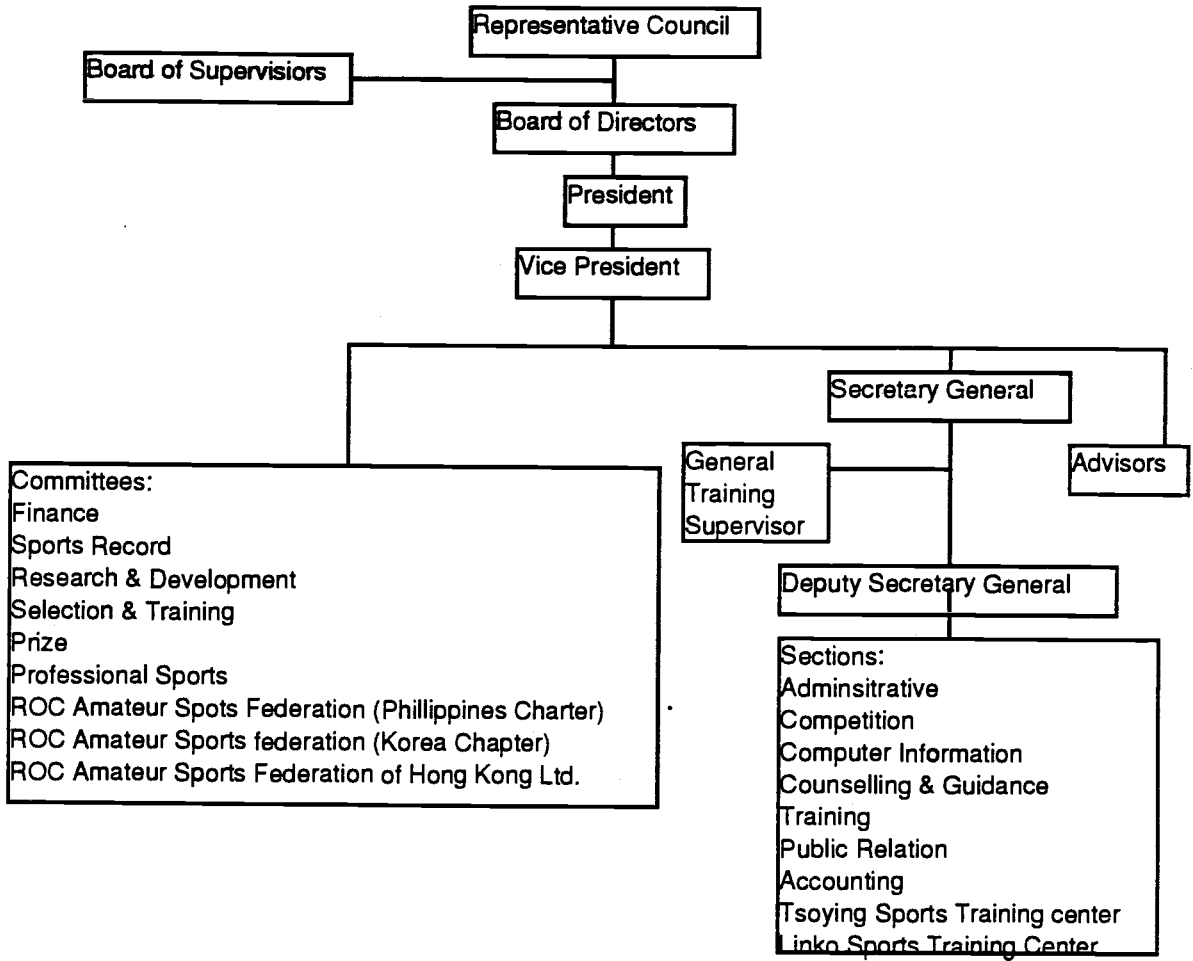 Representative Council
Board of Supervisiors
Board of Directors
President
Vice President
Secretary General
General
Training
Supervisor
Advisors
Committees:
Finance
Sports Record
Research & Development
Selection & Training
Prize
Professional Sports
ROC Amateur Spots Federation (Phillippines Charter)
ROC Amateur Sports federation (Korea Chapter)
ROC Amateur Sports Federation of Hong Kong Ltd.
Deputy Secretary General
Sections:
Adminsitrative
Competition
Computer Information
Counselling & Guidance
Training
Public Relation
Accounting
Tsoying Sports Training center
Linko Sports Training Center